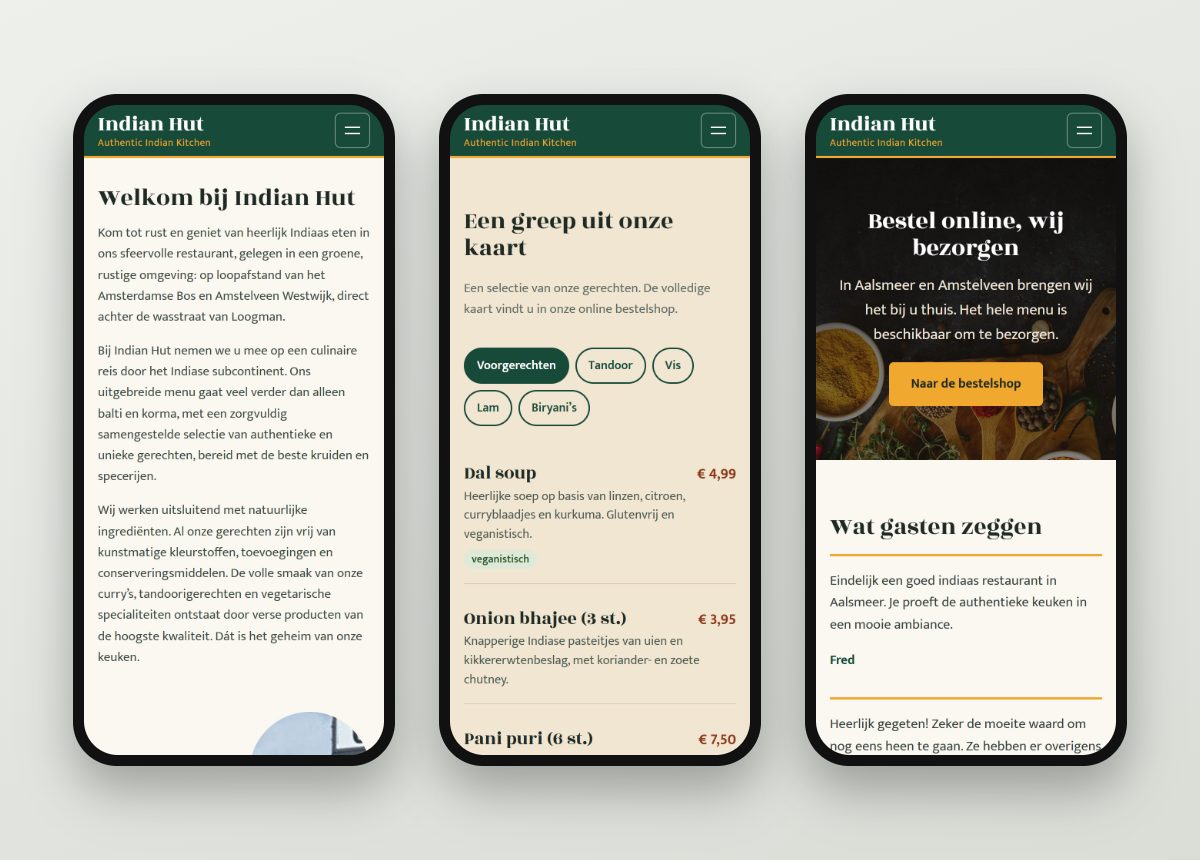 Indian Hut
Authentic Indian Kitchen
Welkom bij Indian Hut
Kom tot rust en geniet van heerlijk Indiaas eten in
ons sfeervolle restaurant, gelegen in een groene,
rustige omgeving: op loopafstand van het
Amsterdamse Bos en Amstelveen Westwijk, direct
achter de wasstraat van Loogman.
Bij Indian Hut nemen we u mee op een culinaire
reis door het Indiase subcontinent. Ons
uitgebreide menu gaat veel verder dan alleen
balti en korma, met een zorgvuldig
samengestelde selectie van authentieke en
unieke gerechten, bereid met de beste kruiden en
specerijen.
Wij werken uitsluitend met natuurlijke
ingrediënten. Al onze gerechten zijn vrij van
kunstmatige kleurstoffen, toevoegingen en
conserveringsmiddelen. De volle smaak van onze
curry's, tandoorigerechten en vegetarische
specialiteiten ontstaat door verse producten van
de hoogste kwaliteit. Dát is het geheim van onze
keuken.
Indian Hut
Authentic Indian Kitchen
Een greep uit onze
kaart
Een selectie van onze gerechten. De volledige
kaart vindt u in onze online bestelshop.
Voorgerechten Tandoor Vis
Lam Biryani's
Dal soup € 4,99
Heerlijke soep op basis van linzen, citroen,
curryblaadjes en kurkuma. Glutenvrij en
veganistisch.
veganistisch
Onion bhajee (3 st.) € 3,95
Knapperige Indiase pasteitjes van uien en
kikkererwtenbeslag, met koriander- en zoete
chutney.
Pani puri (6 st.) € 7,50
Indian Hut
Authentic Indian Kitchen
Bestel online, wij
bezorgen
In Aalsmeer en Amstelveen brengen wij
het bij u thuis. Het hele menu is
beschikbaar om te bezorgen.
Naar de bestelshop
Wat gasten zeggen
Eindelijk een goed indiaas restaurant in
Aalsmeer. Je proeft de authentieke keuken in
een mooie ambiance.
Fred
Heerlijk gegeten! Zeker de moeite waard om
nog eens heen te gaan. Ze hebben er overigens